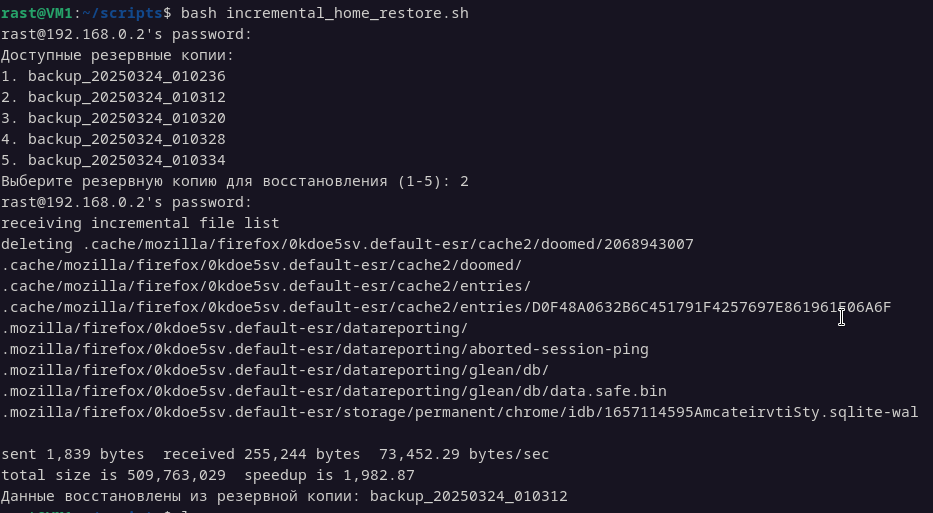 rast@VM1:~/scripts$ bash incremental_home_restore.sh
rast@192.168.0.2's password:
Доступные резервные копии:
1. backup_20250324_010236
2. backup_20250324_010312
3. backup_20250324_010320
4. backup_20250324_010328
5. backup_20250324_010334
Выберите резервную копию для восстановления (1-5): 2
rast@192.168.0.2's password:
receiving incremental file list
deleting .cache/mozilla/firefox/0kdoe5sv.default-esr/cache2/doomed/2068943007
.cache/mozilla/firefox/0kdoe5sv.default-esr/cache2/doomed/
.cache/mozilla/firefox/0kdoe5sv.default-esr/cache2/entries/
.cache/mozilla/firefox/0kdoe5sv.default-esr/cache2/entries/D0F48A0632B6C451791F4257697E861961E06A6F
.mozilla/firefox/0kdoe5sv.default-esr/datareporting/
.mozilla/firefox/0kdoe5sv.default-esr/datareporting/aborted-session-ping
.mozilla/firefox/0kdoe5sv.default-esr/datareporting/glean/db/
.mozilla/firefox/0kdoe5sv.default-esr/datareporting/glean/db/data.safe.bin
.mozilla/firefox/0kdoe5sv.default-esr/storage/permanent/chrome/idb/1657114595AmcateirvtiSty.sqlite-wal
sent 1,839 bytes  received 255,244 bytes  73,452.29 bytes/sec
total size is 509,763,029  speedup is 1,982.87
Данные восстановлены из резервной копии: backup_20250324_010312